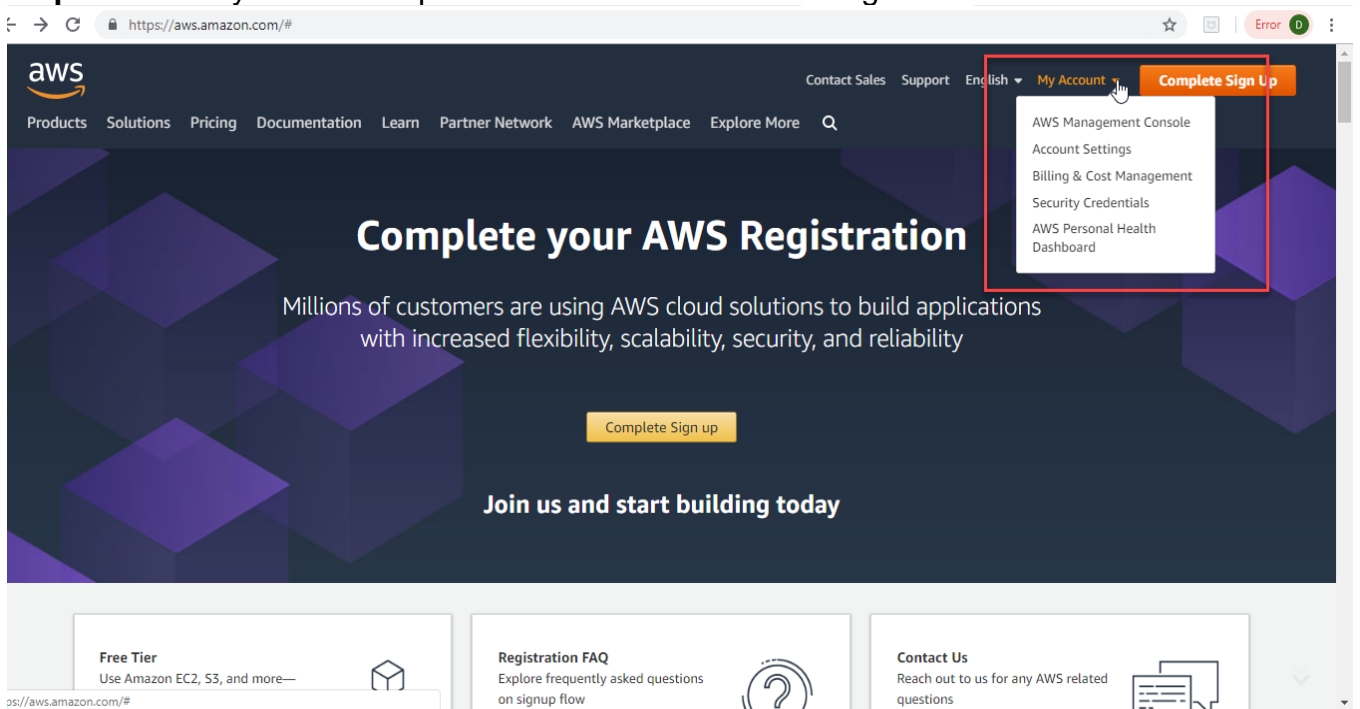 https://aws.amazon.com/#
Error D
aws
Contact Sales Support English My Account Complete Sign Up
Products Solutions Pricing Documentation Learn Partner Network AWS Marketplace Explore More
AWS Management Console
Account Settings
Billing & Cost Management
Security Credentials
AWS Personal Health
Dashboard
Complete your AWS Registration
Millions of customers are using AWS cloud solutions to build applications
with increased flexibility, scalability, security, and reliability
Complete Sign up
Join us and start building today
Free Tier
Use Amazon EC2, S3, and more—
Registration FAQ
Explore frequently asked questions
on signup flow
Contact Us
Reach out to us for any AWS related
questions
ps://aws.amazon.com/#